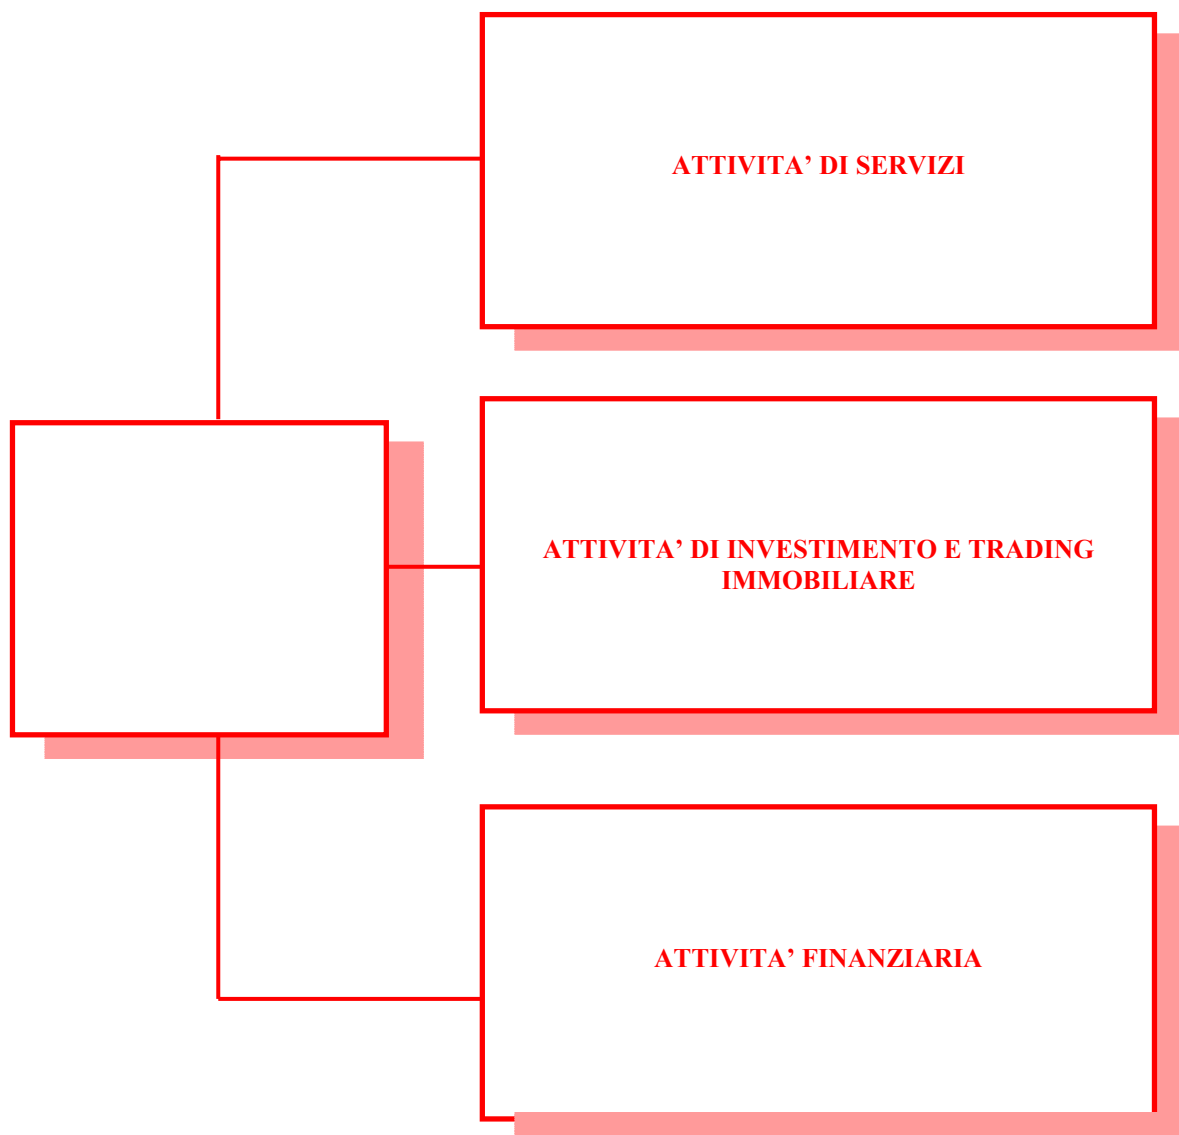 ATTIVITA’ DI SERVIZI
ATTIVITA’ DI INVESTIMENTO E TRADING
IMMOBILIARE
ATTIVITA’ FINANZIARIA